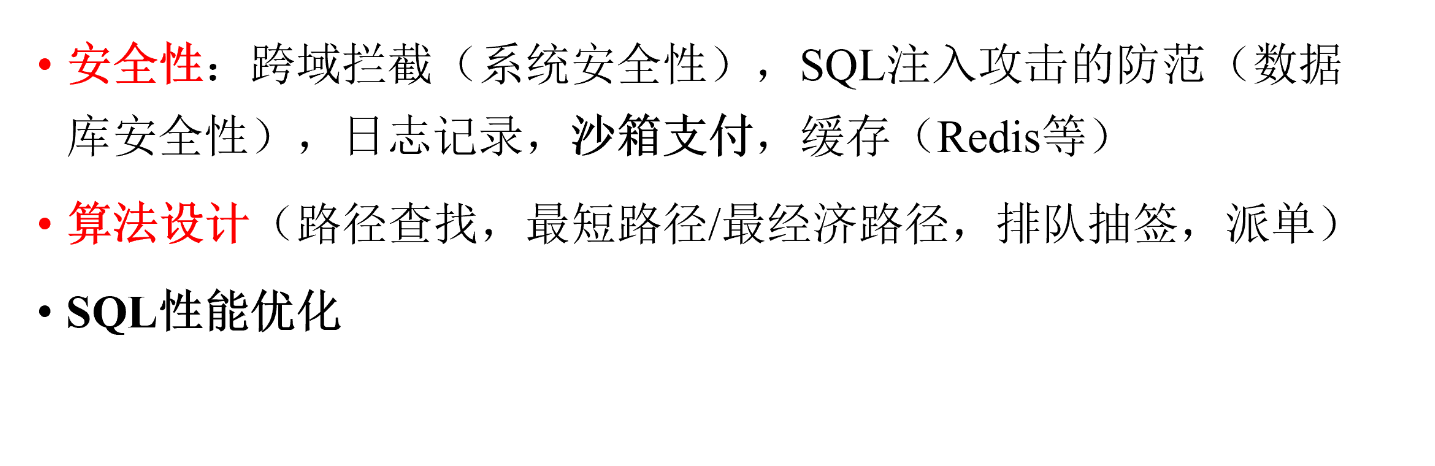 • 安全性：跨域拦截（系统安全性），SQL注入攻击的防范（数据
库安全性），日志记录，沙箱支付，缓存（Redis等）
• 算法设计（路径查找，最短路径/最经济路径，排队抽签，派单）
• SQL性能优化